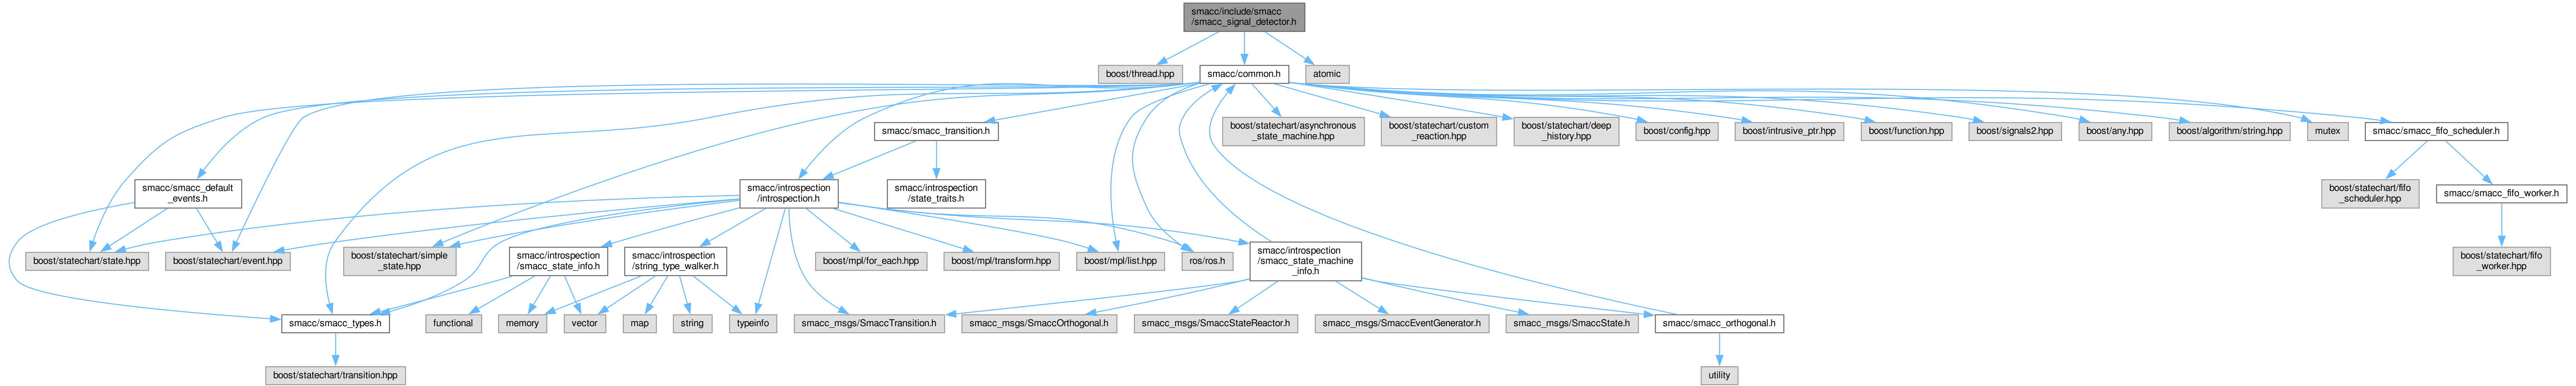 smacc/include/smacc
/smacc_signal_detector.h
boost/thread.hpp
smacc/common.h
atomic
smacc/smacc_transition.h
boost/statechart/asynchronous
_state_machine.hpp
boost/statechart/custom
_reaction.hpp
boost/statechart/deep
_history.hpp
boost/config.hpp
boost/intrusive_ptr.hpp
boost/function.hpp
boost/signals2.hpp
boost/any.hpp
boost/algorithm/string.hpp
mutex
smacc/smacc_fifo_scheduler.h
smacc/smacc_default
_events.h
smacc/introspection
/introspection.h
smacc/introspection
/state_traits.h
boost/statechart/fifo
_scheduler.hpp
smacc/smacc_fifo_worker.h
boost/statechart/state.hpp
boost/statechart/event.hpp
boost/statechart/simple
_state.hpp
smacc/introspection
/smacc_state_info.h
smacc/introspection
/string_type_walker.h
boost/mpl/for_each.hpp
boost/mpl/transform.hpp
boost/mpl/list.hpp
ros/ros.h
smacc/introspection
/smacc_state_machine
_info.h
boost/statechart/fifo
_worker.hpp
smacc/smacc_types.h
functional
memory
vector
map
string
typeinfo
smacc_msgs/SmaccTransition.h
smacc_msgs/SmaccOrthogonal.h
smacc_msgs/SmaccStateReactor.h
smacc_msgs/SmaccEventGenerator.h
smacc_msgs/SmaccState.h
smacc/smacc_orthogonal.h
boost/statechart/transition.hpp
utility